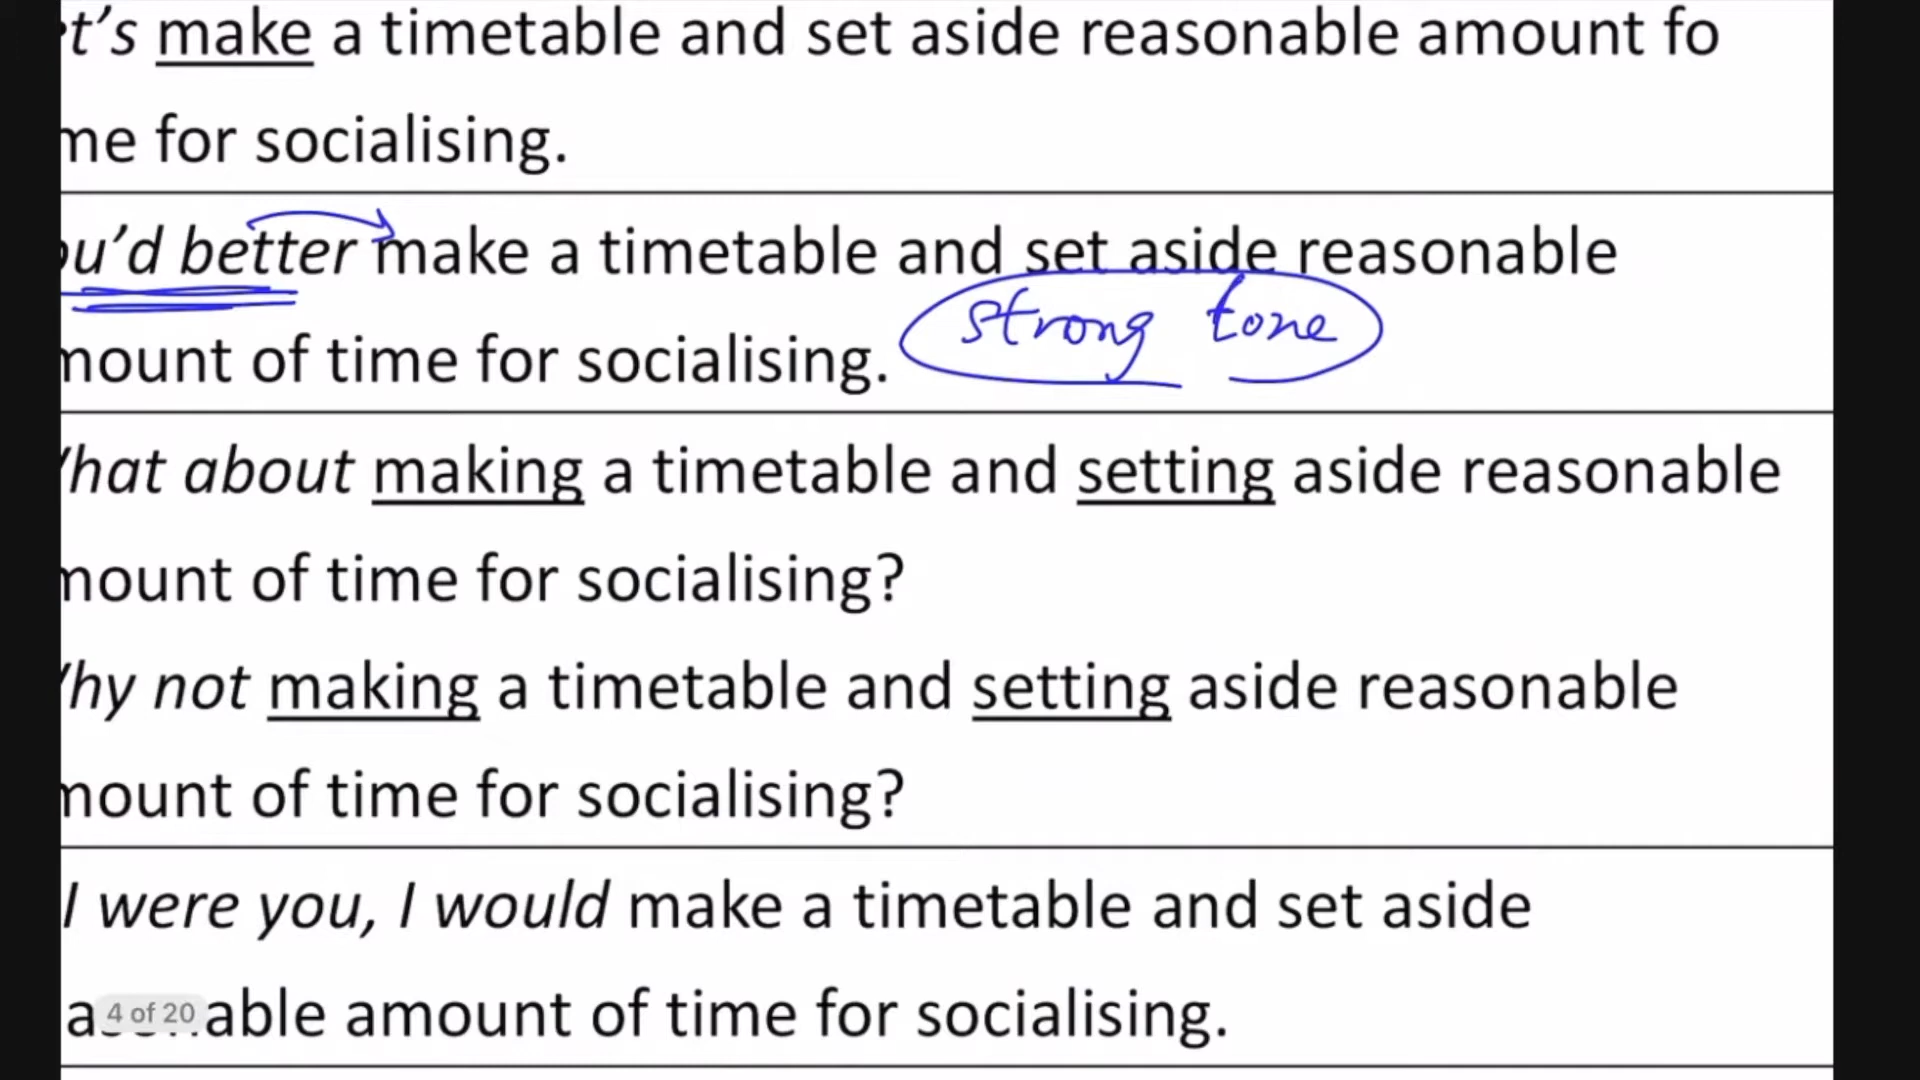 t's make a timetable and set aside reasonable amount fo
me for socialising.
u'd better make a timetable and set aside reasonable
strong tone
mount of time for socialising.
hat about making a timetable and setting aside reasonable
mount of time for socialising?
hy not making a timetable and setting aside reasonable
mount of time for socialising?
I were you, I would make a timetable and set aside
able amount of time for socialising.
4 of 20